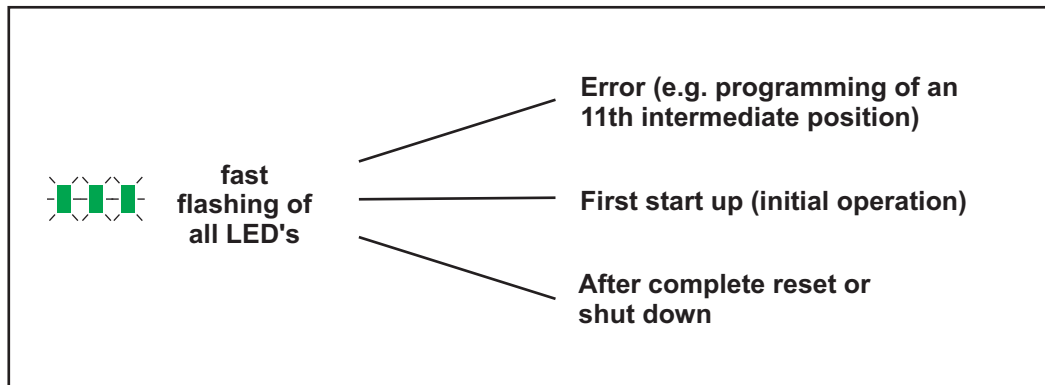 fast
flashing of
all LED's
Error (e.g. programming of an
11th intermediate position)
First start up (initial operation)
After complete reset or
shut down